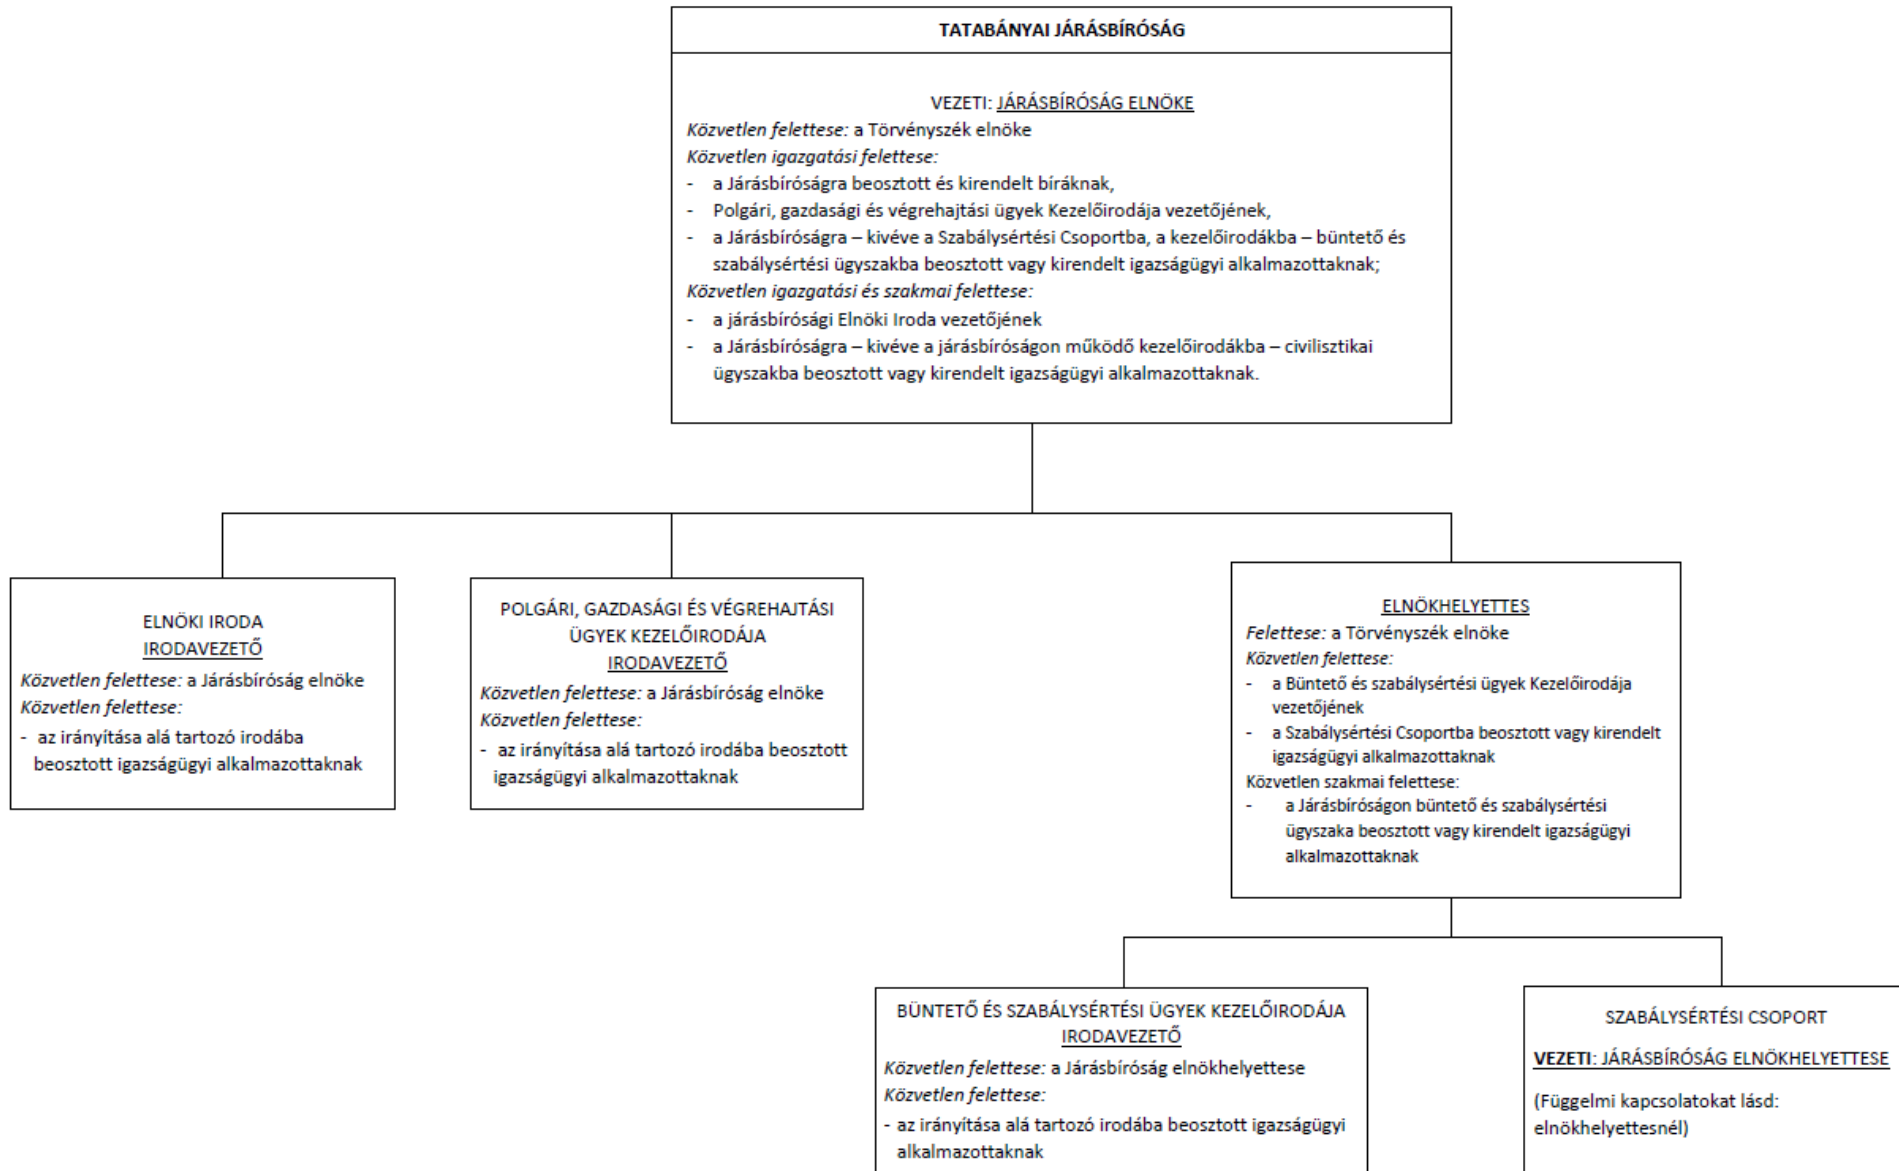 TATABÁNYAI JÁRÁSBÍRÓSÁG
VEZETI: JÁRÁSBÍRÓSÁG ELNÖKE
Közvetlen felettese: a Törvényszék elnöke
Közvetlen igazgatási felettese:
- a Járásbíróságra beosztott és kirendelt bíráknak,
- Polgári, gazdasági és végrehajtási ügyek Kezelőirodája vezetőjének,
- a Járásbíróságra – kivéve a Szabálysértési Csoportba, a kezelőirodákba – büntető és
szabálysértési ügyszakba beosztott vagy kirendelt igazságügyi alkalmazottaknak;
Közvetlen igazgatási és szakmai felettese:
- a járásbírósági Elnöki Iroda vezetőjének
- a Járásbíróságra – kivéve a járásbíróságon működő kezelőirodákba – civilisztikai
ügyszakba beosztott vagy kirendelt igazságügyi alkalmazottaknak.
ELNÖKI IRODA
IRODAVEZETŐ
Közvetlen felettese: a Járásbíróság elnöke
Közvetlen felettese:
- az irányítása alá tartozó irodába
beosztott igazságügyi alkalmazottaknak
POLGÁRI, GAZDASÁGI ÉS VÉGREHAJTÁSI
ÜGYEK KEZELŐIRODÁJA
IRODAVEZETŐ
Közvetlen felettese: a Járásbíróság elnöke
Közvetlen felettese:
- az irányítása alá tartozó irodába beosztott
igazságügyi alkalmazottaknak
ELNÖKHELYETTES
Felettese: a Törvényszék elnöke
Közvetlen felettese:
- a Büntető és szabálysértési ügyek Kezelőirodája
vezetőjének
- a Szabálysértési Csoportba beosztott vagy kirendelt
igazságügyi alkalmazottaknak
Közvetlen szakmai felettese:
- a Járásbíróságon büntető és szabálysértési
ügyszaka beosztott vagy kirendelt igazságügyi
alkalmazottaknak
BÜNTETŐ ÉS SZABÁLYSÉRTÉSI ÜGYEK KEZELŐIRODÁJA
IRODAVEZETŐ
Közvetlen felettese: a Járásbíróság elnökhelyettese
Közvetlen felettese:
- az irányítása alá tartozó irodába beosztott igazságügyi
alkalmazottaknak
SZABÁLYSÉRTÉSI CSOPORT
VEZETI: JÁRÁSBÍRÓSÁG ELNÖKHELYETTESE
(Függelmi kapcsolatokat lásd:
elnökhelyettesnél)